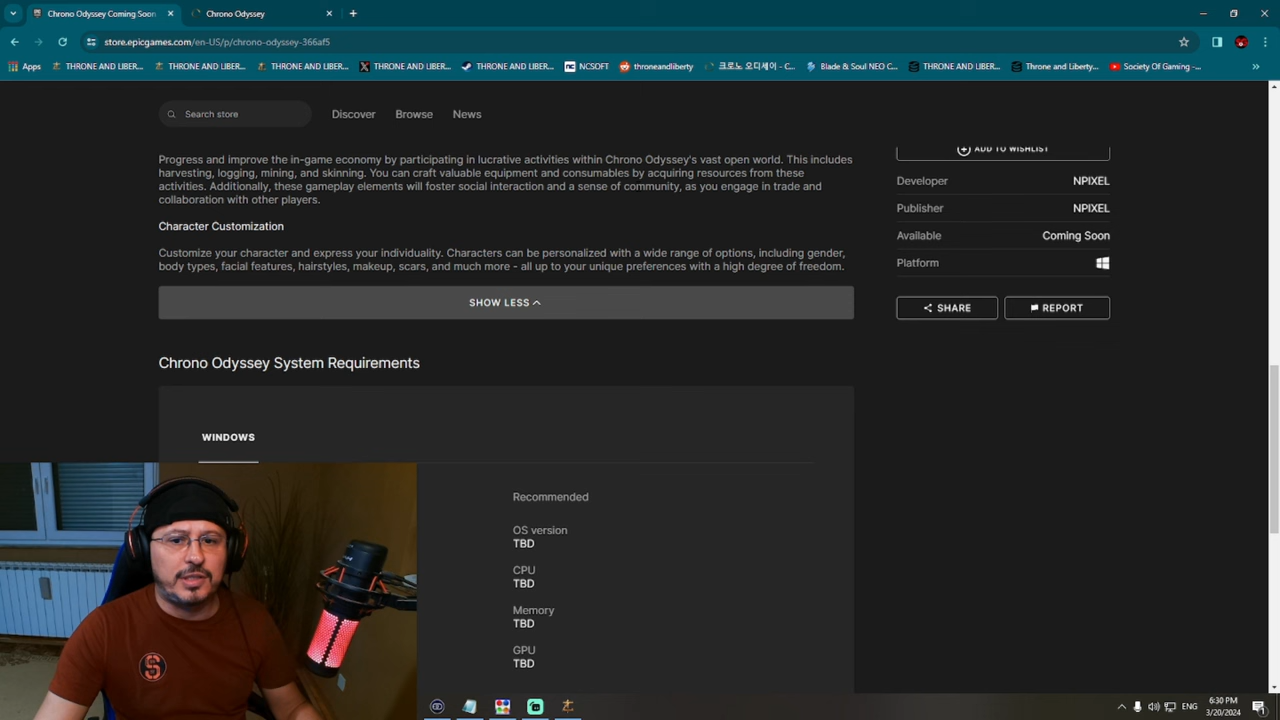 Chrono Odyssey Coming Soon
Chrono Odyssey
store.epicgames.com/en-US/p/chrono-odyssey-366af5
Apps
THRONE AND LIBER...
THRONE AND LIBER...
THRONE AND LIBER...
THRONE AND LIBER...
THRONE AND LIBER...
NCSOFT
throneandliberty
크로노 오디세이 - C...
Blade & Soul NEO C...
THRONE AND LIBER...
Throne and Liberty...
Society Of Gaming -...
Search store
Discover
Browse
News
Progress and improve the in-game economy by participating in lucrative activities within Chrono Odyssey's vast open world. This includes
harvesting, logging, mining, and skinning. You can craft valuable equipment and consumables by acquiring resources from these
activities. Additionally, these gameplay elements will foster social interaction and a sense of community, as you engage in trade and
collaboration with other players.
Character Customization
Customize your character and express your individuality. Characters can be personalized with a wide range of options, including gender,
body types, facial features, hairstyles, makeup, scars, and much more - all up to your unique preferences with a high degree of freedom.
SHOW LESS
ADD TO WISHLIST
Developer NPIXEL
Publisher NPIXEL
Available Coming Soon
Platform
SHARE
REPORT
Chrono Odyssey System Requirements
WINDOWS
Recommended
OS version
TBD
CPU
TBD
Memory
TBD
GPU
TBD
ENG
6:30 PM
3/20/2024